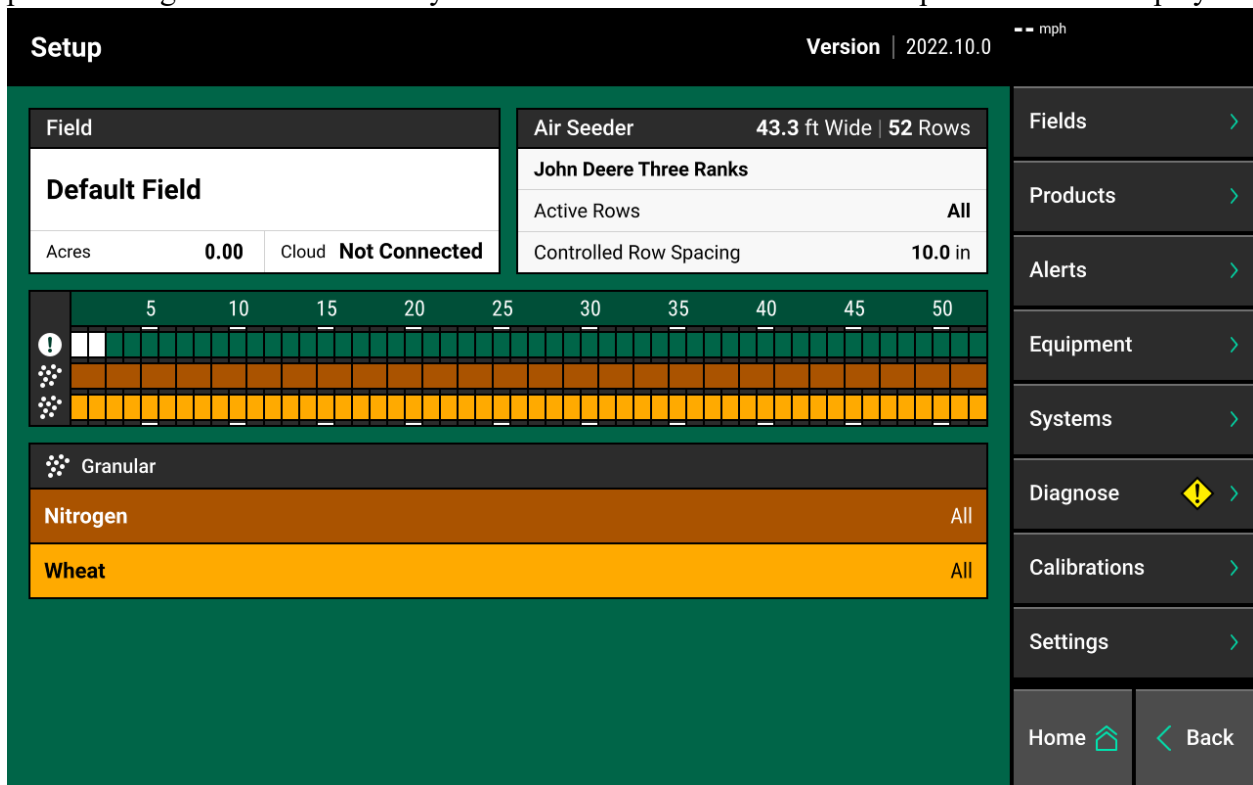 Setup
Version | 2022.10.0
-- mph
Field
Default Field
Acres 0.00 Cloud Not Connected
Air Seeder 43.3 ft Wide | 52 Rows
John Deere Three Ranks
Active Rows All
Controlled Row Spacing 10.0 in
5 10 15 20 25 30 35 40 45 50
Granular
Nitrogen All
Wheat All
Fields
Products
Alerts
Equipment
Systems
Diagnose
Calibrations
Settings
Home
Back